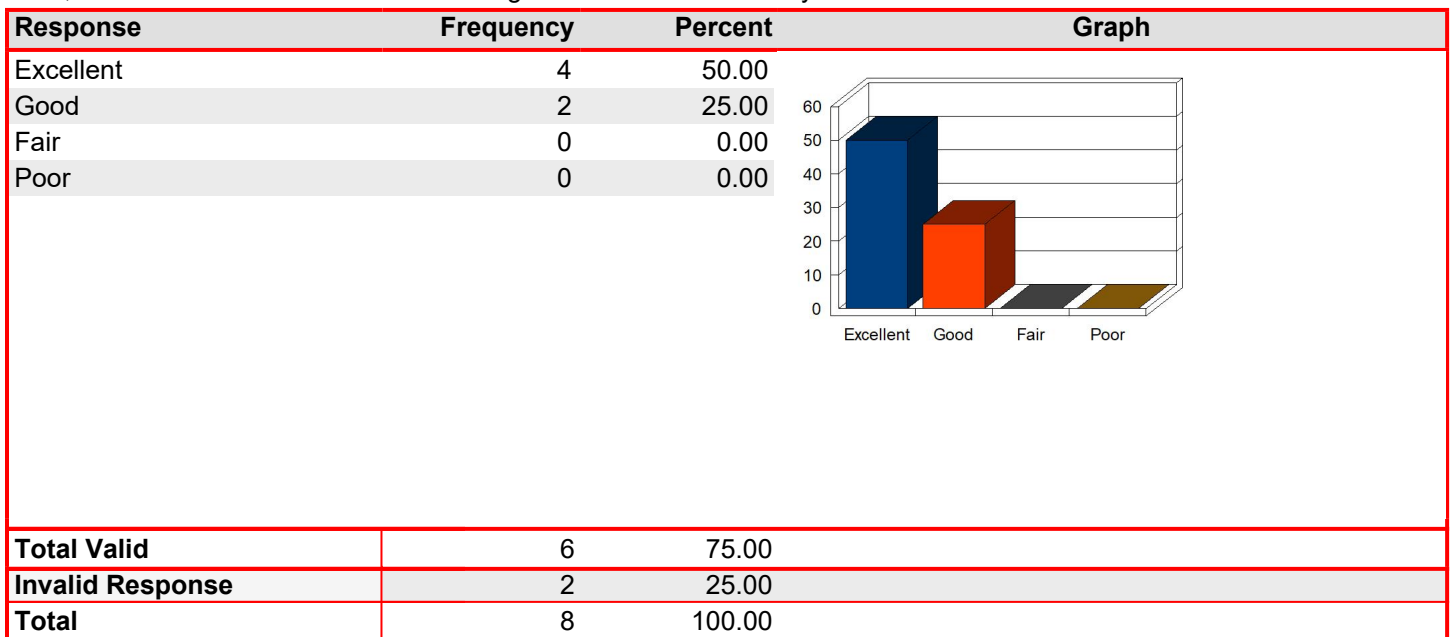 Response Frequency Percent Graph
Excellent 4 50.00
Good 2 25.00
Fair 0 0.00
Poor 0 0.00
60
50
40
30
20
10
0
Excellent Good Fair Poor
Total Valid 6 75.00
Invalid Response 2 25.00
Total 8 100.00